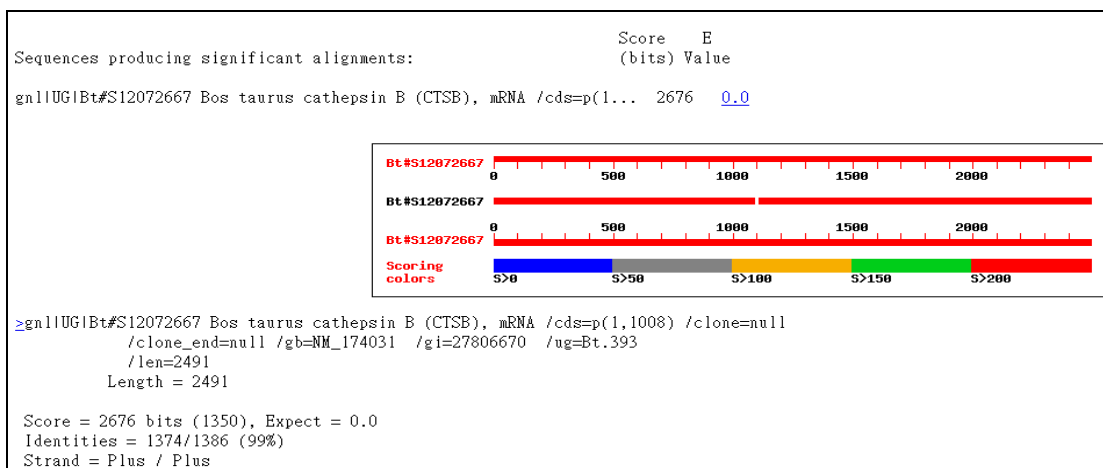 Score E
Sequences producing significant alignments: (bits) Value
gnl|UG|Bt#S12072667 Bos taurus cathepsin B (CTSB), mRNA /cds=p(1... 2676 0.0
Bt#S12072667
0 500 1000 1500 2000
Bt#S12072667
0 500 1000 1500 2000
Bt#S12072667
Scoring
colors S>0 S>50 S>100 S>150 S>200
>gnl|UG|Bt#S12072667 Bos taurus cathepsin B (CTSB), mRNA /cds=p(1,1008) /clone=null
/clone_end=null /gb=NM_174031 /gi=27806670 /ug=Bt.393
/len=2491
Length = 2491
Score = 2676 bits (1350), Expect = 0.0
Identities = 1374/1386 (99%)
Strand = Plus / Plus